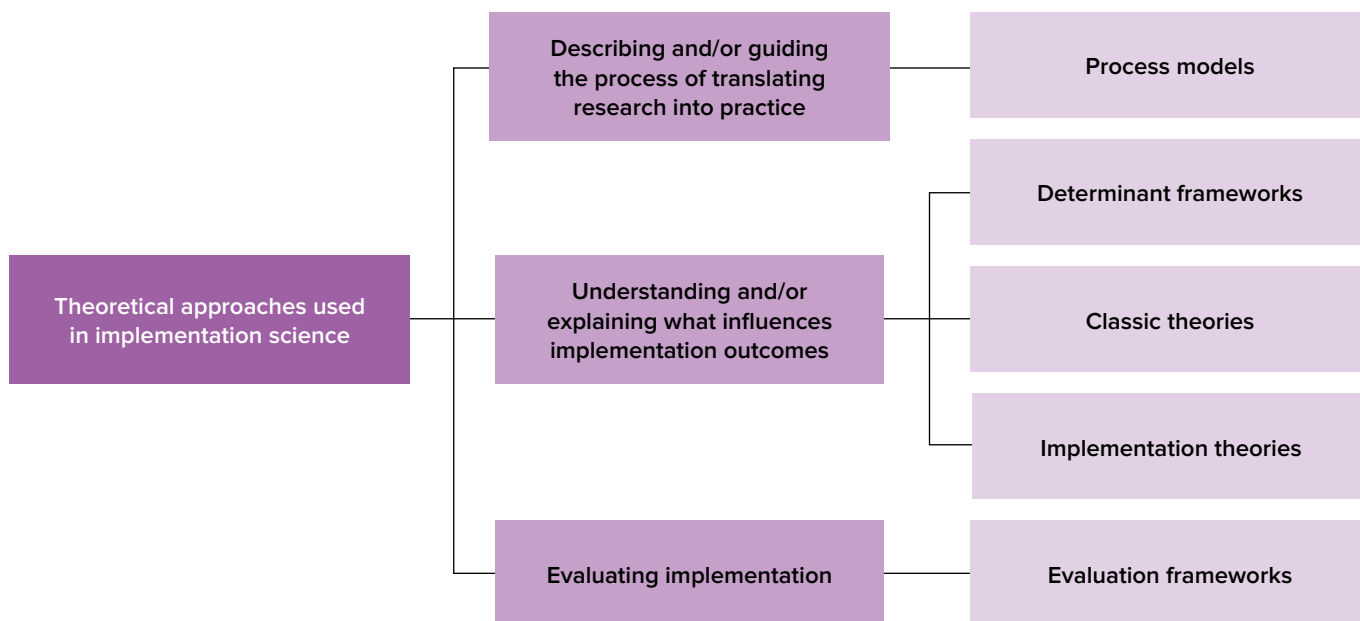 Describing and/or guiding
the process of translating
research into practice
Process models
Determinant frameworks
Theoretical approaches used
in implementation science
Understanding and/or
explaining what influences
implementation outcomes
Classic theories
Implementation theories
Evaluating implementation
Evaluation frameworks